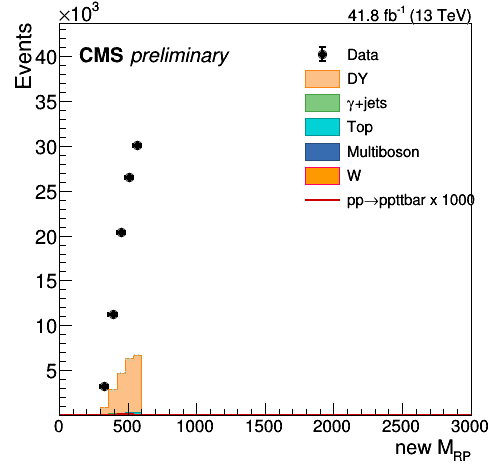 ×10³
41.8 fb⁻¹ (13 TeV)
Events
CMS preliminary
Data
DY
γ+jets
Top
Multiboson
W
pp→ppttbar x 1000
40
35
30
25
20
15
10
5
0 500 1000 1500 2000 2500 3000
new M_RP